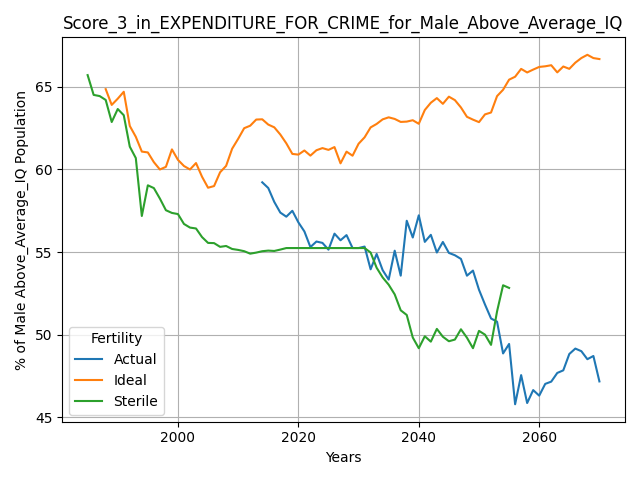 Score_3_in_EXPENDITURE_FOR_CRIME_for_Male_Above_Average_IQ
% of Male Above_Average_IQ Population
65
60
55
50
45
Fertility
Actual
Ideal
Sterile
2000 2020 2040 2060
Years